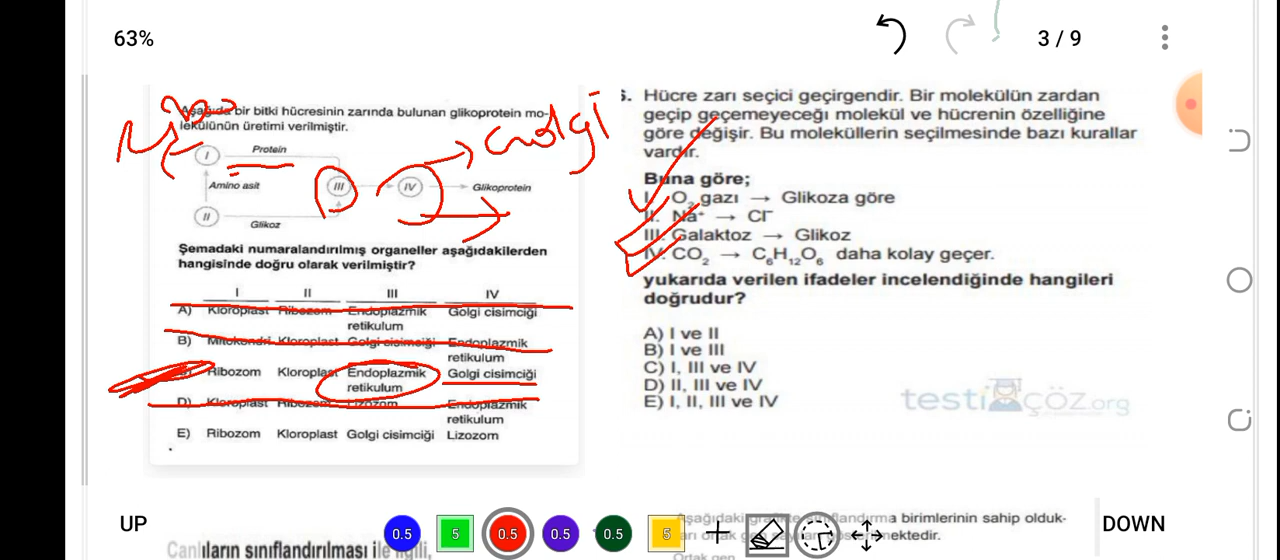 63%
3 / 9
Aşağıda bir bitki hücresinin zarında bulunan glikoprotein mo-
lekülünün üretimi verilmiştir.
Golgi
I
Protein
Amino asit
III
IV
Glikoprotein
II
Glikoz
Şemadaki numaralandırılmış organeller aşağıdakilerden
hangisinde doğru olarak verilmiştir?
I II III IV
A) Kloroplast Ribozom Endoplazmik retikulum Golgi cisimciği
B) Mitokondri Kloroplast Golgi cisimciği Endoplazmik retikulum
C) Ribozom Kloroplast Endoplazmik retikulum Golgi cisimciği
D) Kloroplast Ribozom Lizozom Endoplazmik retikulum
E) Ribozom Kloroplast Golgi cisimciği Lizozom
Hücre zarı seçici geçirgendir. Bir molekülün zardan
geçip geçemeyeceği molekül ve hücrenin özelliğine
göre değişir. Bu moleküllerin seçilmesinde bazı kurallar
vardır.
Buna göre;
I. O₂ gazı → Glikoza göre
II. Na⁺ → Cl⁻
III. Galaktoz → Glikoz
IV. CO₂ → C₆H₁₂O₆ daha kolay geçer.
yukarıda verilen ifadeler incelendiğinde hangileri
doğrudur?
A) I ve II
B) I ve III
C) I, III ve IV
D) II, III ve IV
E) I, II, III ve IV
testiçöz.org
UP
0.5 5 0.5 0.5 0.5 5
DOWN
Canlıların sınıflandırılması ile ilgili,
Aşağıdaki
birimlerinin sahip olduk-